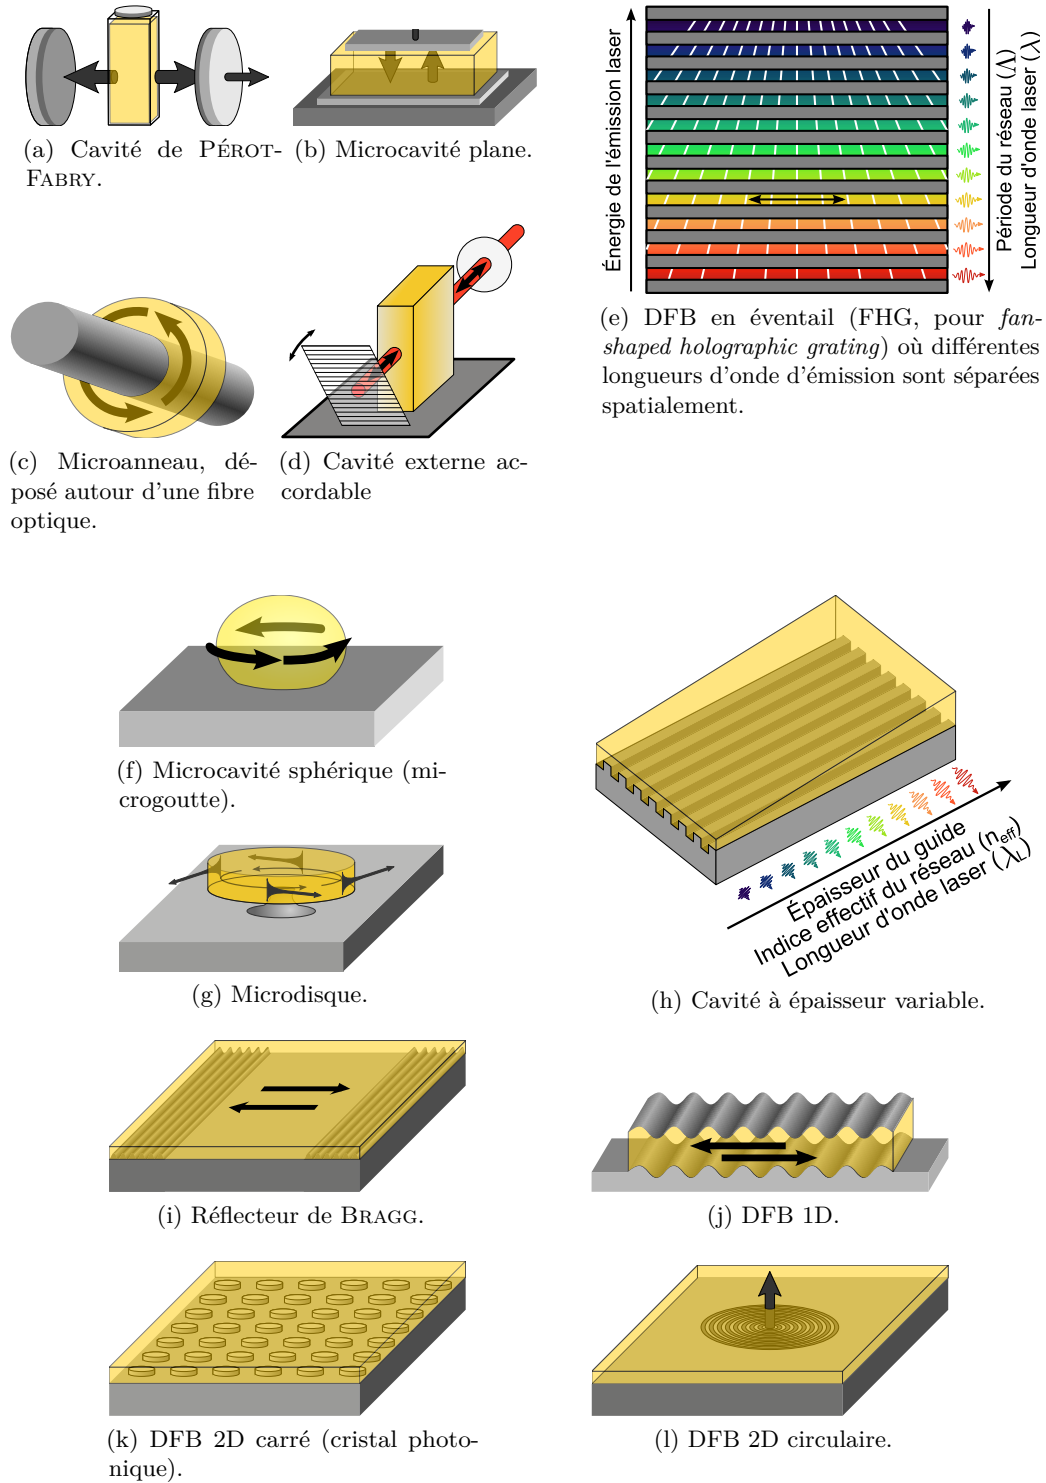 (a) Cavité de PÉROT-
FABRY.
(b) Microcavité plane.
Énergie de l'émission laser
Période du réseau (Λ)
Longueur d'onde laser (λ)
(e) DFB en éventail (FHG, pour fan-
shaped holographic grating) où différentes
longueurs d'onde d'émission sont séparées
spatialement.
(c) Microanneau, dé-
posé autour d'une fibre
optique.
(d) Cavité externe ac-
cordable
(f) Microcavité sphérique (mi-
crogoutte).
(g) Microdisque.
Épaisseur du guide
Indice effectif du réseau (n_eff)
Longueur d'onde laser (λ_L)
(h) Cavité à épaisseur variable.
(i) Réflecteur de BRAGG.
(j) DFB 1D.
(k) DFB 2D carré (cristal photo-
nique).
(l) DFB 2D circulaire.